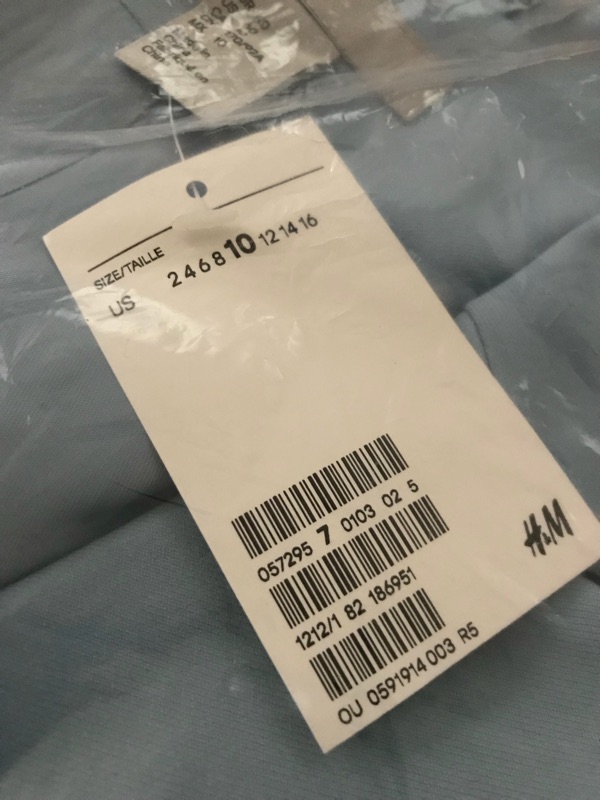 SIZE/TAILLE
US 2 4 6 8 10 12 14 16
057295 7 0103 02 5
1212/1 82 186951
OU 0591914 003 R5
H&M